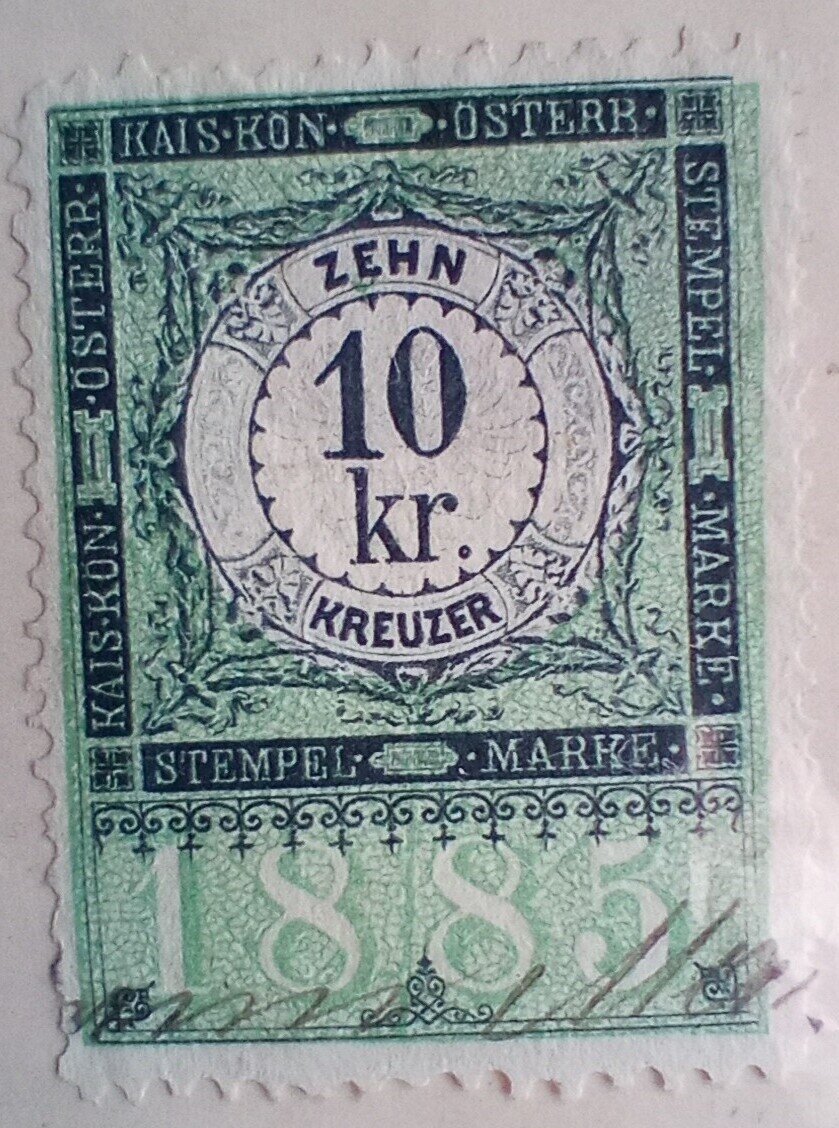 KAIS·KÖN· ·ÖSTERR·
KAIS·KÖN· ·ÖSTERR·
STEMPEL· ·MARKE·
ZEHN
10
kr.
KREUZER
STEMPEL· ·MARKE·
1885